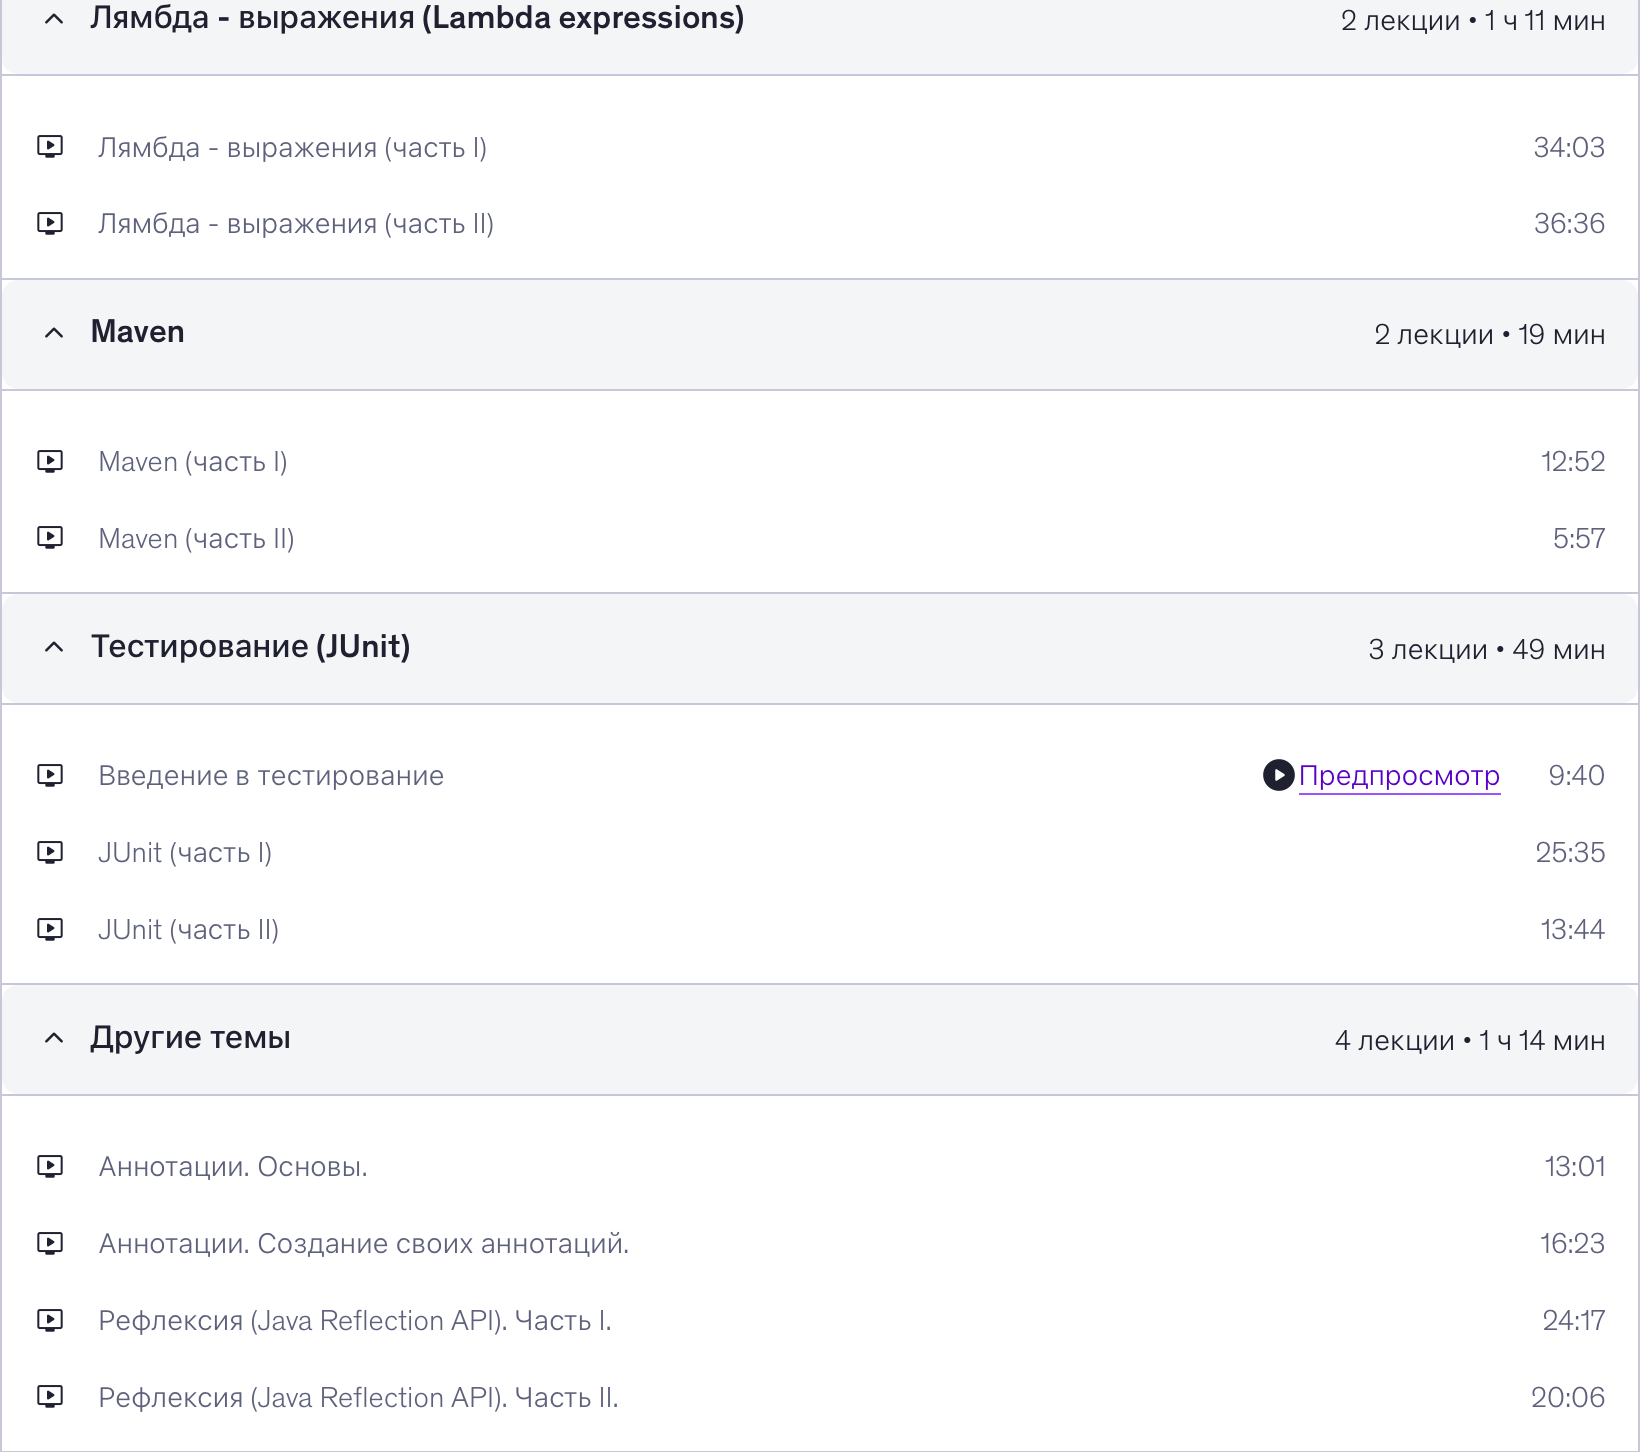 Лямбда - выражения (Lambda expressions) 2 лекции • 1 ч 11 мин
Лямбда - выражения (часть I) 34:03
Лямбда - выражения (часть II) 36:36
Maven 2 лекции • 19 мин
Maven (часть I) 12:52
Maven (часть II) 5:57
Тестирование (JUnit) 3 лекции • 49 мин
Введение в тестирование Предпросмотр 9:40
JUnit (часть I) 25:35
JUnit (часть II) 13:44
Другие темы 4 лекции • 1 ч 14 мин
Аннотации. Основы. 13:01
Аннотации. Создание своих аннотаций. 16:23
Рефлексия (Java Reflection API). Часть I. 24:17
Рефлексия (Java Reflection API). Часть II. 20:06